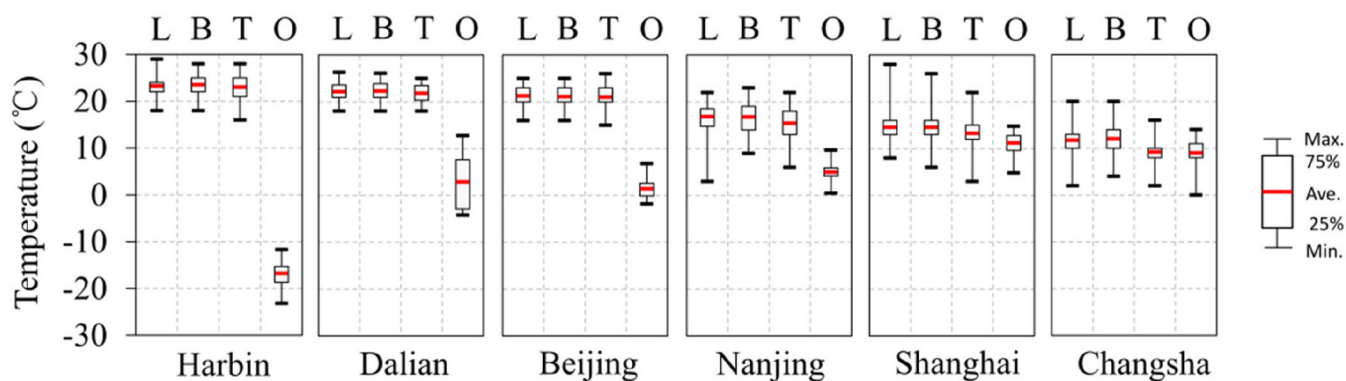 L B T O L B T O L B T O L B T O L B T O L B T O
Temperature (℃)
30
20
10
0
-10
-20
-30
Max.
75%
Ave.
25%
Min.
Harbin Dalian Beijing Nanjing Shanghai Changsha